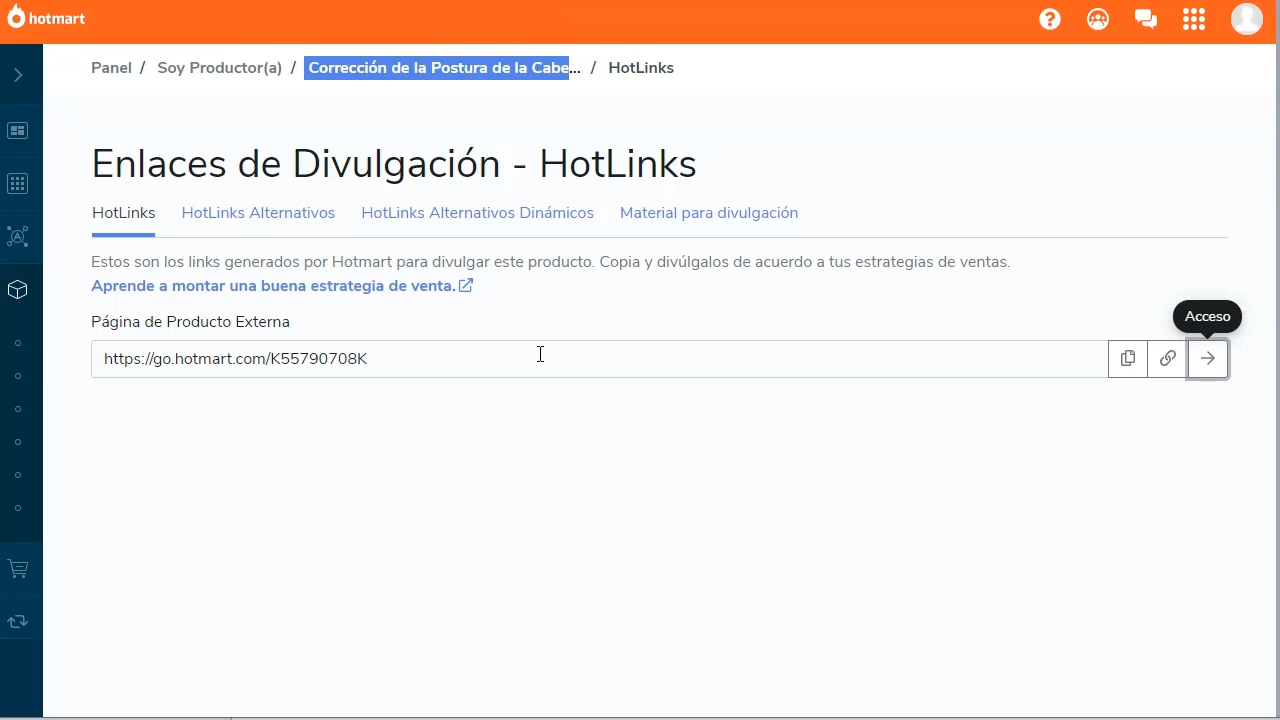 hotmart
Panel / Soy Productor(a) / Corrección de la Postura de la Cabe... / HotLinks
Enlaces de Divulgación - HotLinks
HotLinks HotLinks Alternativos HotLinks Alternativos Dinámicos Material para divulgación
Estos son los links generados por Hotmart para divulgar este producto. Copia y divúlgalos de acuerdo a tus estrategias de ventas.
Aprende a montar una buena estrategia de venta.
Página de Producto Externa
Acceso
https://go.hotmart.com/K55790708K